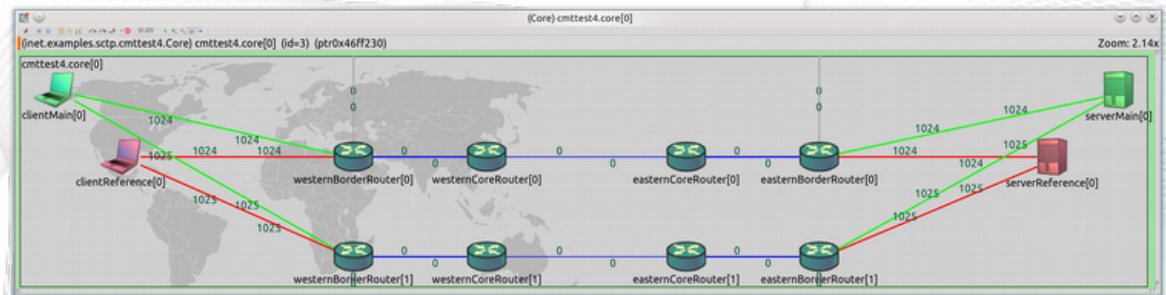 (Core) cmttest4.core[0]
(inet.examples.sctp.cmttest4.Core) cmttest4.core[0] (id=3) (ptr0x46ff230)
Zoom: 2.14x
cmttest4.core[0]
clientMain[0]
serverMain[0]
0
0
0
0
1024
1024
1024
1024
1025
1024
1024
1025
1024
1024
0
0
0
0
0
0
0
0
0
0
clientReference[0]
westernBorderRouter[0]
westernCoreRouter[0]
easternCoreRouter[0]
easternBorderRouter[0]
serverReference[0]
1025
1025
1025
1025
1025
1025
0
0
0
0
0
0
westernBorderRouter[1]
westernCoreRouter[1]
easternCoreRouter[1]
easternBorderRouter[1]